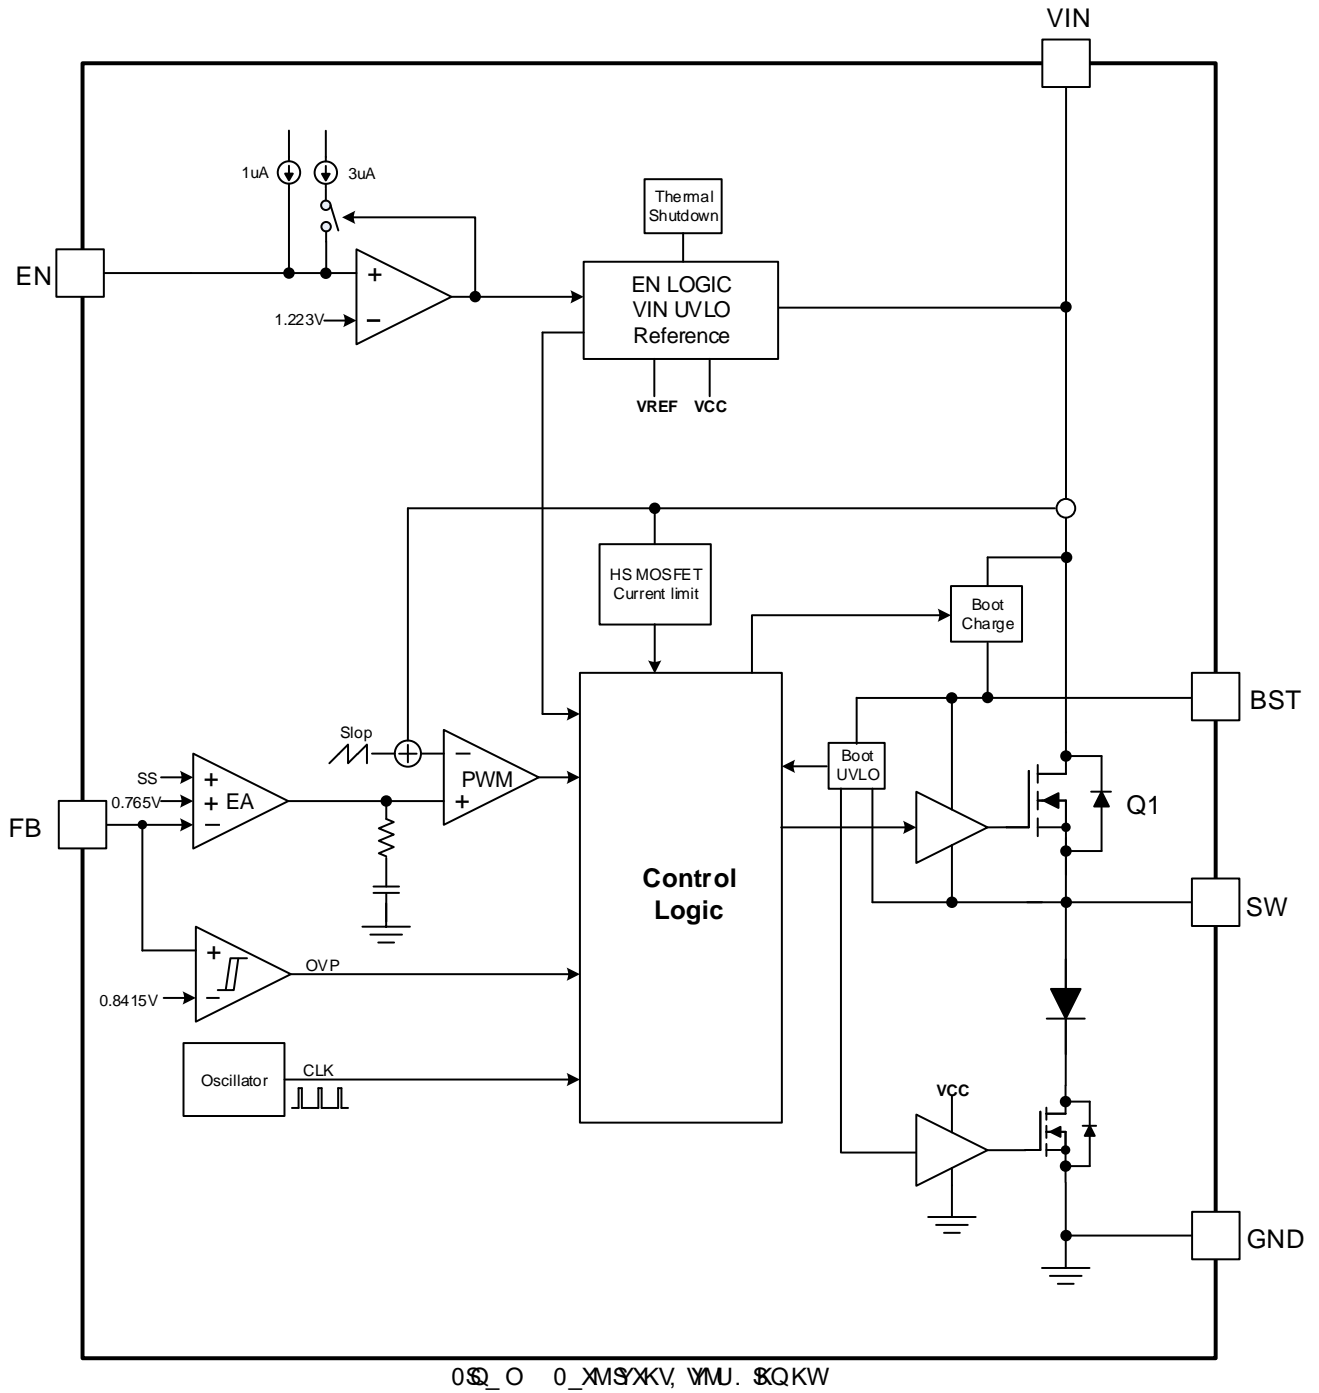 VIN
1uA
3uA
Thermal
Shutdown
EN
EN LOGIC
VIN UVLO
Reference
+
1.223V
−
VREF
VCC
HS MOSFET
Current limit
Boot
Charge
BST
Slop
−
Boot
UVLO
SS
+
PWM
0.765V
+
EA
+
Q1
FB
−
Control
Logic
SW
+
OVP
0.8415V
−
Oscillator
CLK
VCC
GND